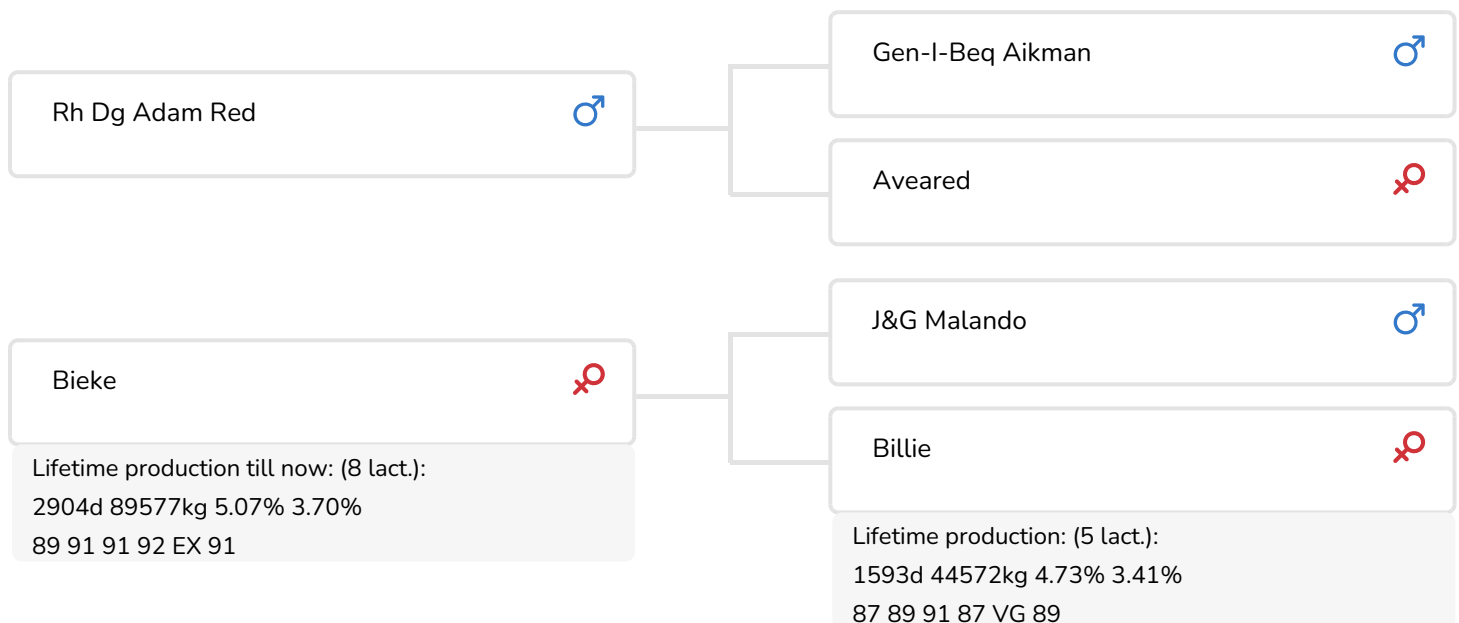 Gen-I-Beq Aikman
Rh Dg Adam Red
Aveared
J&G Malando
Bieke
Billie
Lifetime production till now: (8 lact.):
2904d 89577kg 5.07% 3.70%
89 91 91 92 EX 91
Lifetime production: (5 lact.):
1593d 44572kg 4.73% 3.41%
87 89 91 87 VG 89